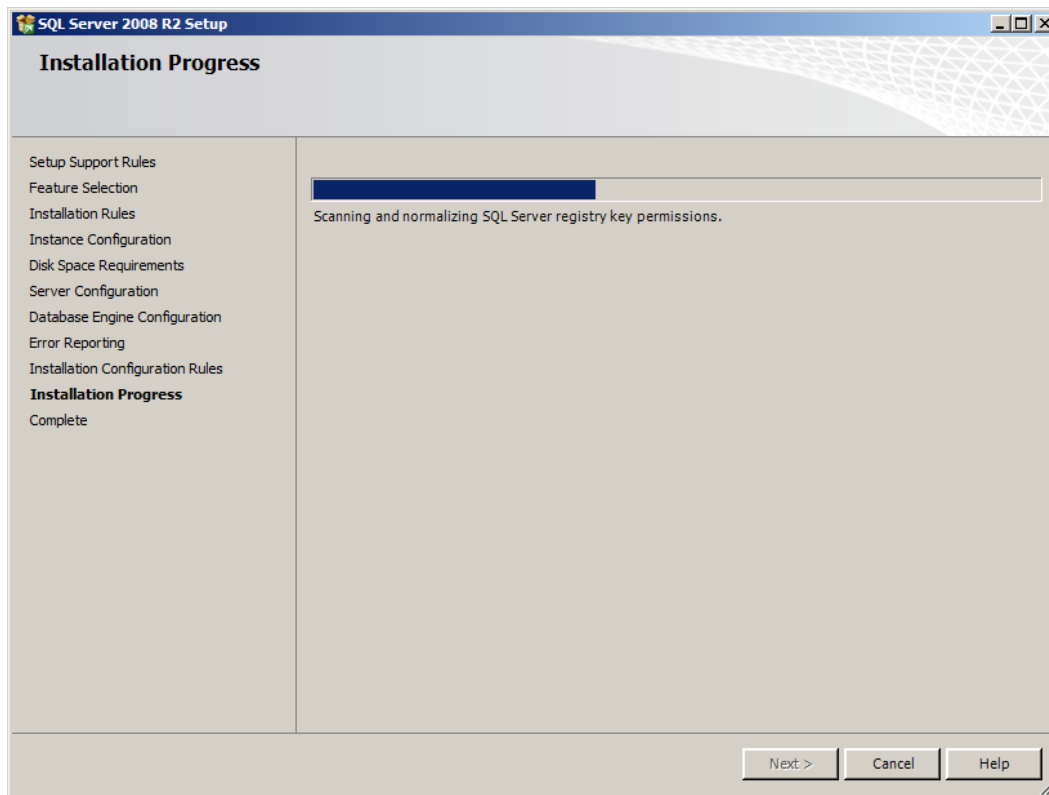 SQL Server 2008 R2 Setup
Installation Progress
Setup Support Rules
Feature Selection
Installation Rules
Instance Configuration
Disk Space Requirements
Server Configuration
Database Engine Configuration
Error Reporting
Installation Configuration Rules
Installation Progress
Complete
Scanning and normalizing SQL Server registry key permissions.
Next >
Cancel
Help